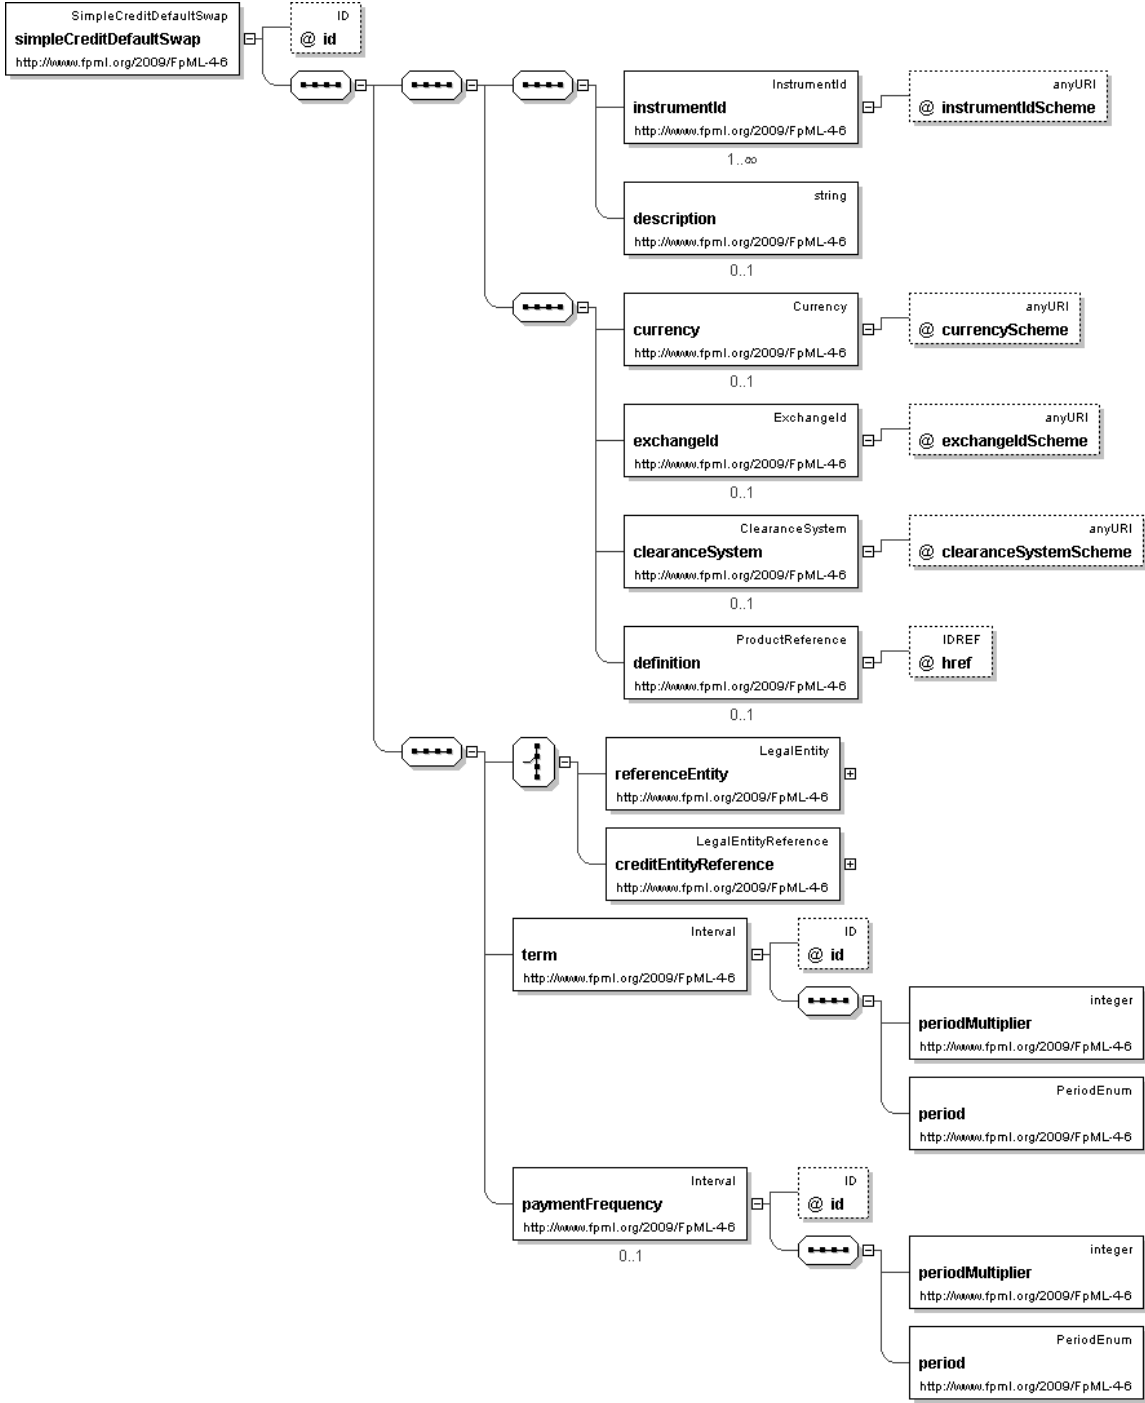 SimpleCreditDefaultSwap
simpleCreditDefaultSwap
http://www.fpml.org/2009/FpML-4-6
ID
@ id
InstrumentId
instrumentId
http://www.fpml.org/2009/FpML-4-6
1..∞
anyURI
@ instrumentIdScheme
string
description
http://www.fpml.org/2009/FpML-4-6
0..1
Currency
currency
http://www.fpml.org/2009/FpML-4-6
0..1
anyURI
@ currencyScheme
ExchangeId
exchangeId
http://www.fpml.org/2009/FpML-4-6
0..1
anyURI
@ exchangeIdScheme
ClearanceSystem
clearanceSystem
http://www.fpml.org/2009/FpML-4-6
0..1
anyURI
@ clearanceSystemScheme
ProductReference
definition
http://www.fpml.org/2009/FpML-4-6
0..1
IDREF
@ href
LegalEntity
referenceEntity
http://www.fpml.org/2009/FpML-4-6
LegalEntityReference
creditEntityReference
http://www.fpml.org/2009/FpML-4-6
Interval
term
http://www.fpml.org/2009/FpML-4-6
ID
@ id
integer
periodMultiplier
http://www.fpml.org/2009/FpML-4-6
PeriodEnum
period
http://www.fpml.org/2009/FpML-4-6
Interval
paymentFrequency
http://www.fpml.org/2009/FpML-4-6
0..1
ID
@ id
integer
periodMultiplier
http://www.fpml.org/2009/FpML-4-6
PeriodEnum
period
http://www.fpml.org/2009/FpML-4-6